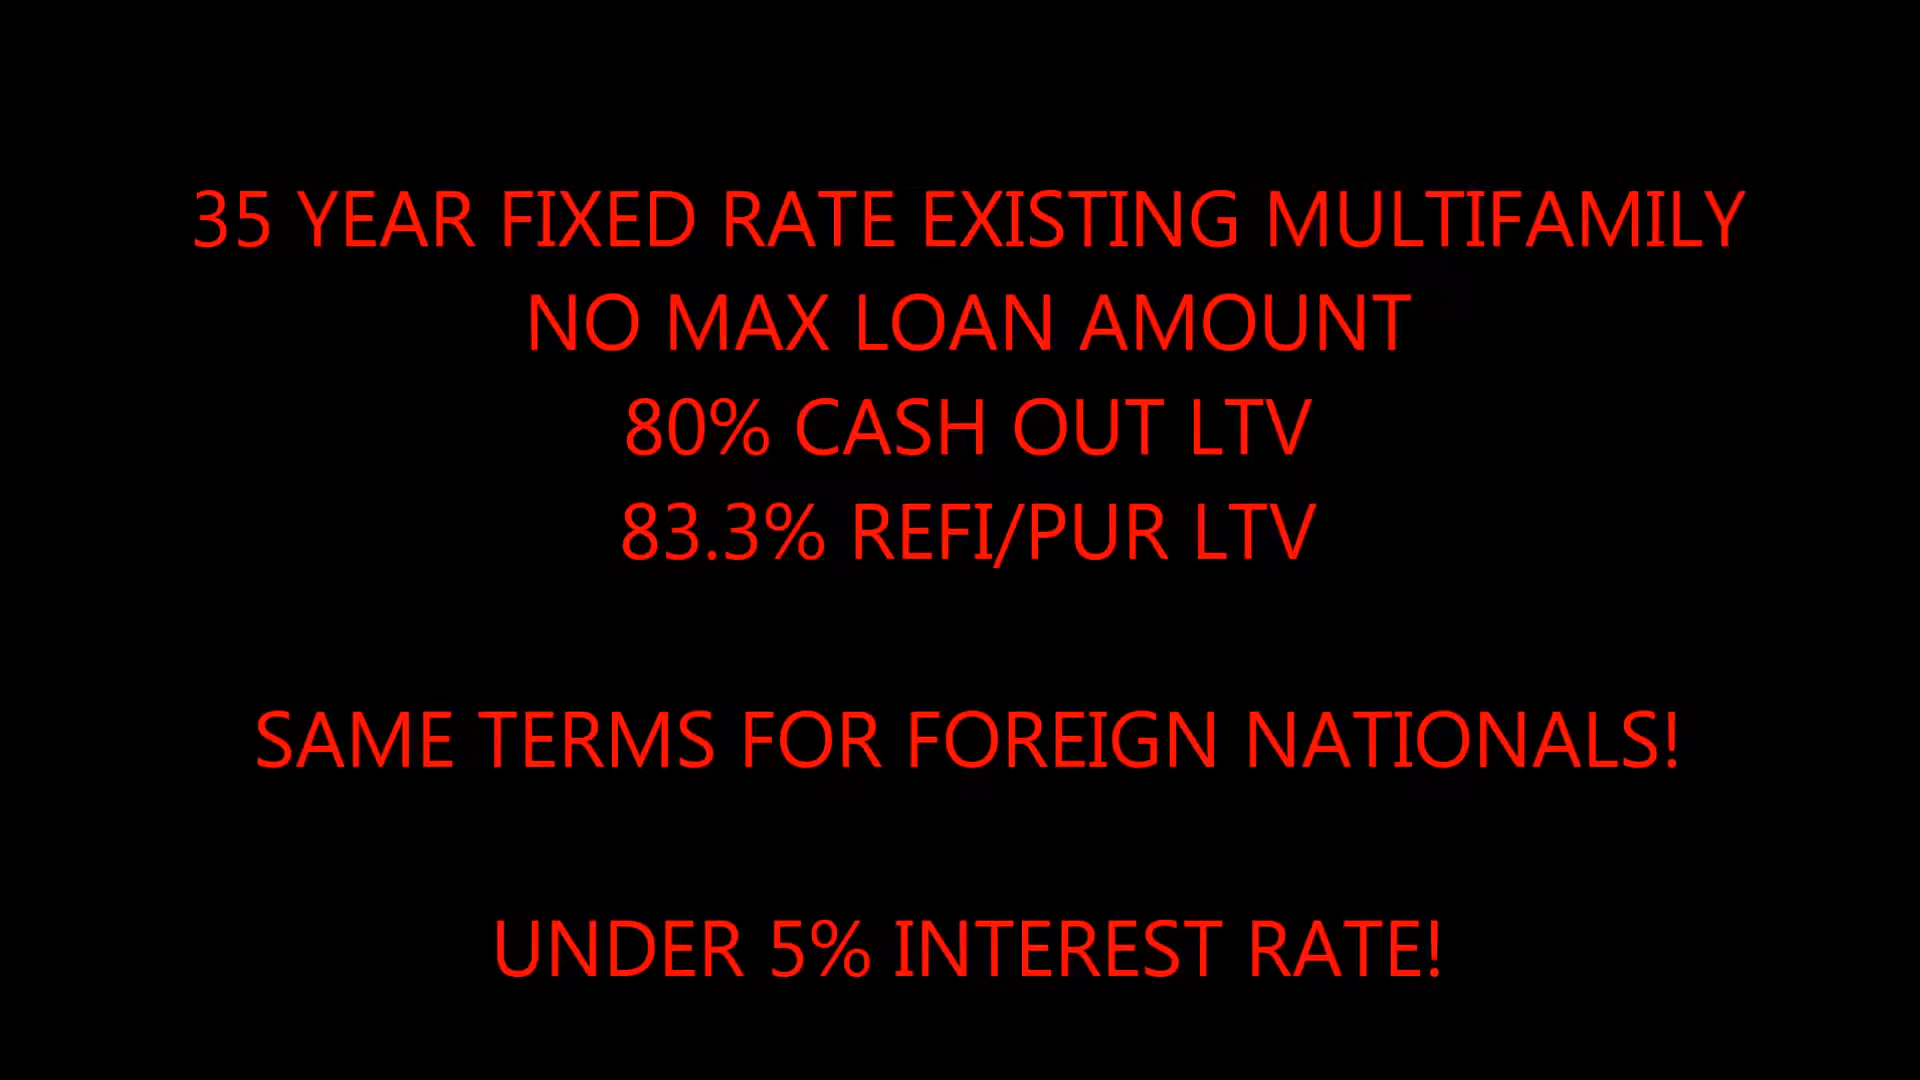 35 YEAR FIXED RATE EXISTING MULTIFAMILY
NO MAX LOAN AMOUNT
80% CASH OUT LTV
83.3% REFI/PUR LTV
SAME TERMS FOR FOREIGN NATIONALS!
UNDER 5% INTEREST RATE!